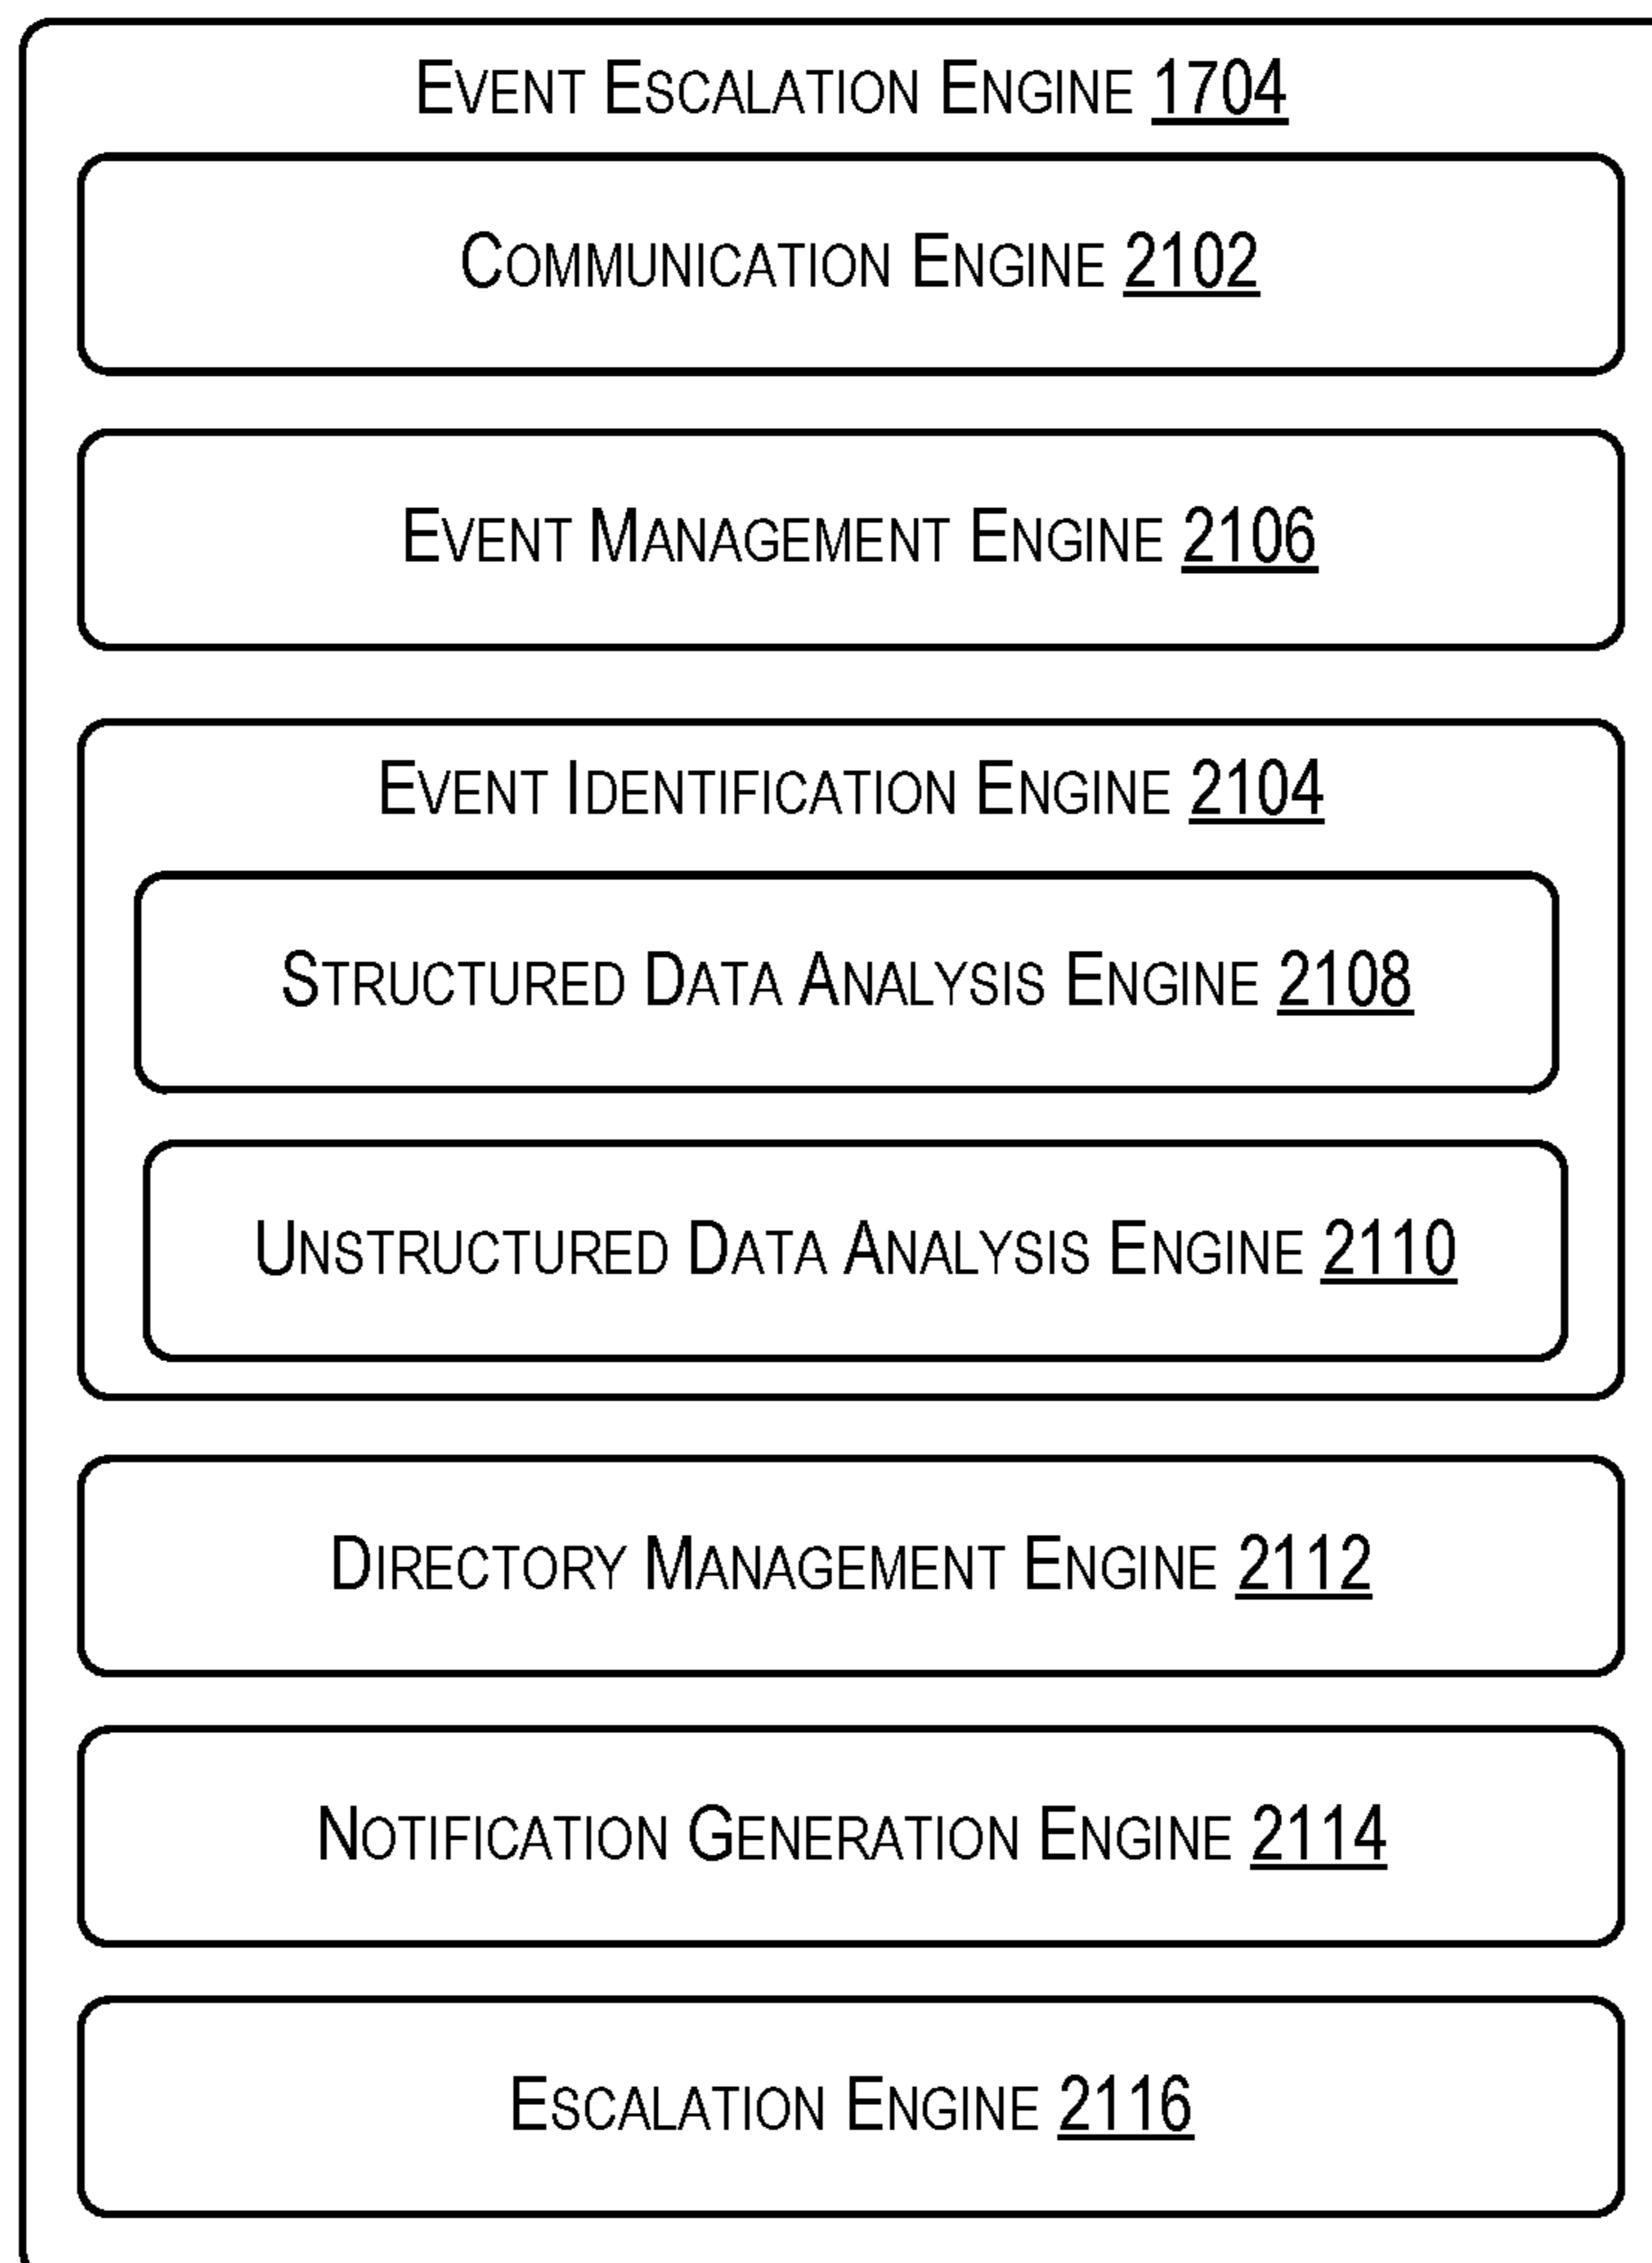 EVENT ESCALATION ENGINE 1704
COMMUNICATION ENGINE 2102
EVENT MANAGEMENT ENGINE 2106
EVENT IDENTIFICATION ENGINE 2104
STRUCTURED DATA ANALYSIS ENGINE 2108
UNSTRUCTURED DATA ANALYSIS ENGINE 2110
DIRECTORY MANAGEMENT ENGINE 2112
NOTIFICATION GENERATION ENGINE 2114
ESCALATION ENGINE 2116